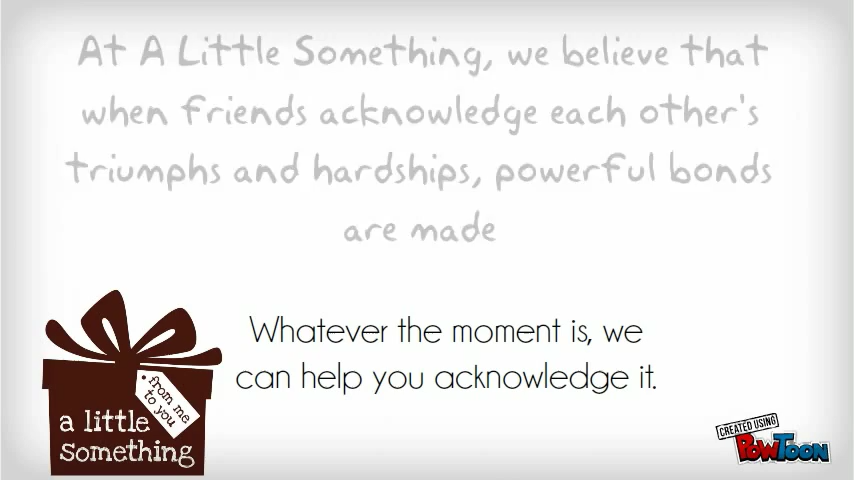 At A Little Something, we believe that
when friends acknowledge each other's
triumphs and hardships, powerful bonds
are made
Whatever the moment is, we
can help you acknowledge it.
from me
to you
a little
something
CREATED USING
POWTOON